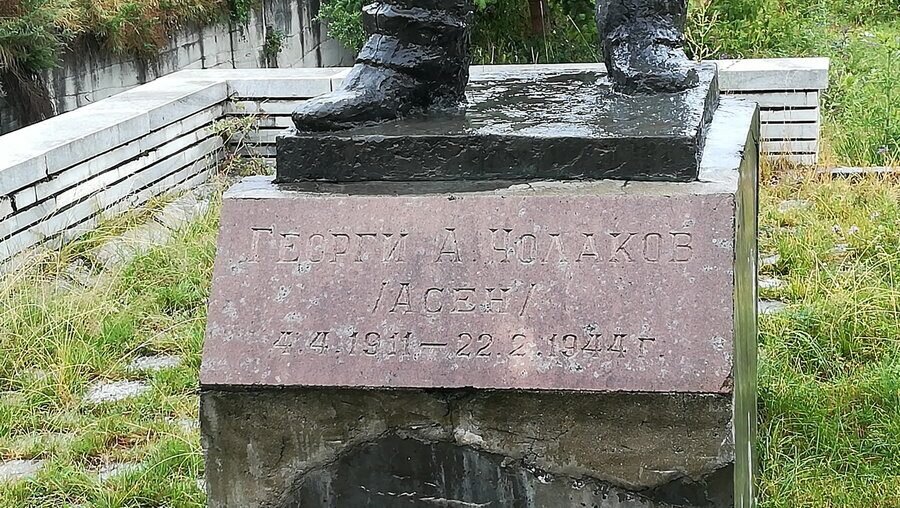 Георги А. Чолаков
/Асен/
4.4.1911 — 22.2.1944 г.